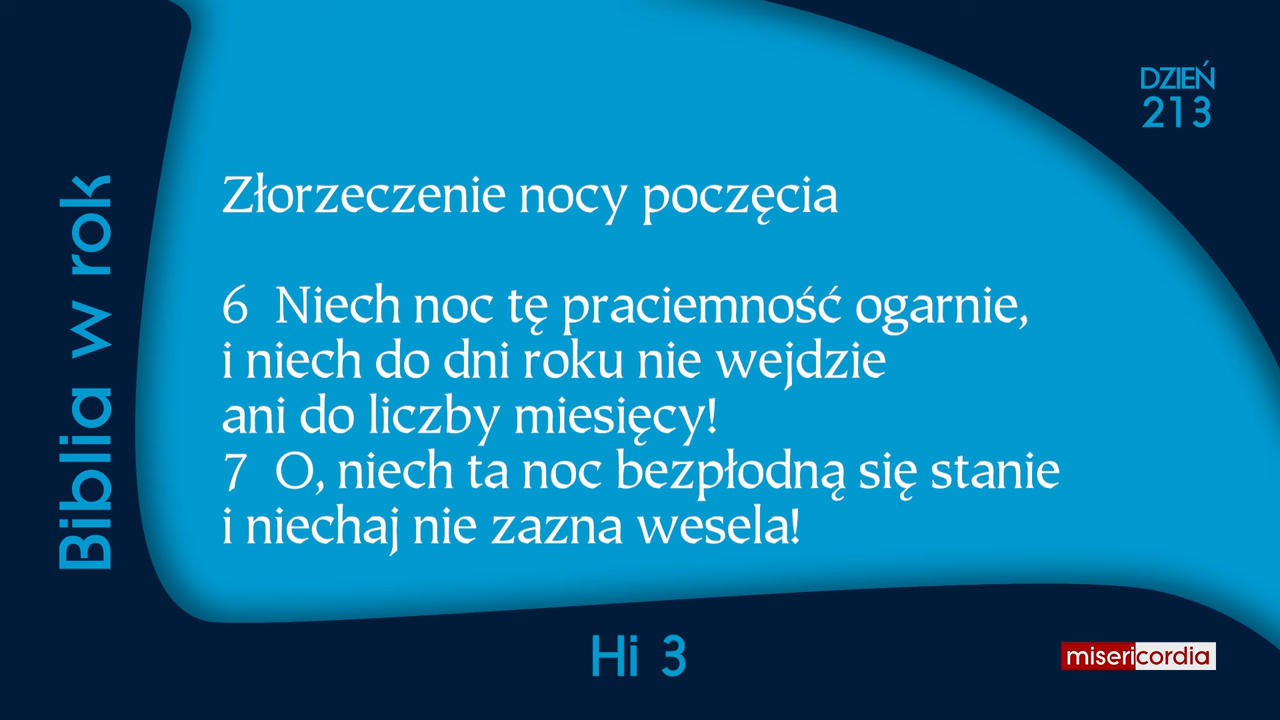 DZIEŃ
213
Biblia w rok
Złorzeczenie nocy poczęcia
6 Niech noc tę praciemność ogarnie,
i niech do dni roku nie wejdzie
ani do liczby miesięcy!
7 O, niech ta noc bezpłodną się stanie
i niechaj nie zazna wesela!
Hi 3
misericordia